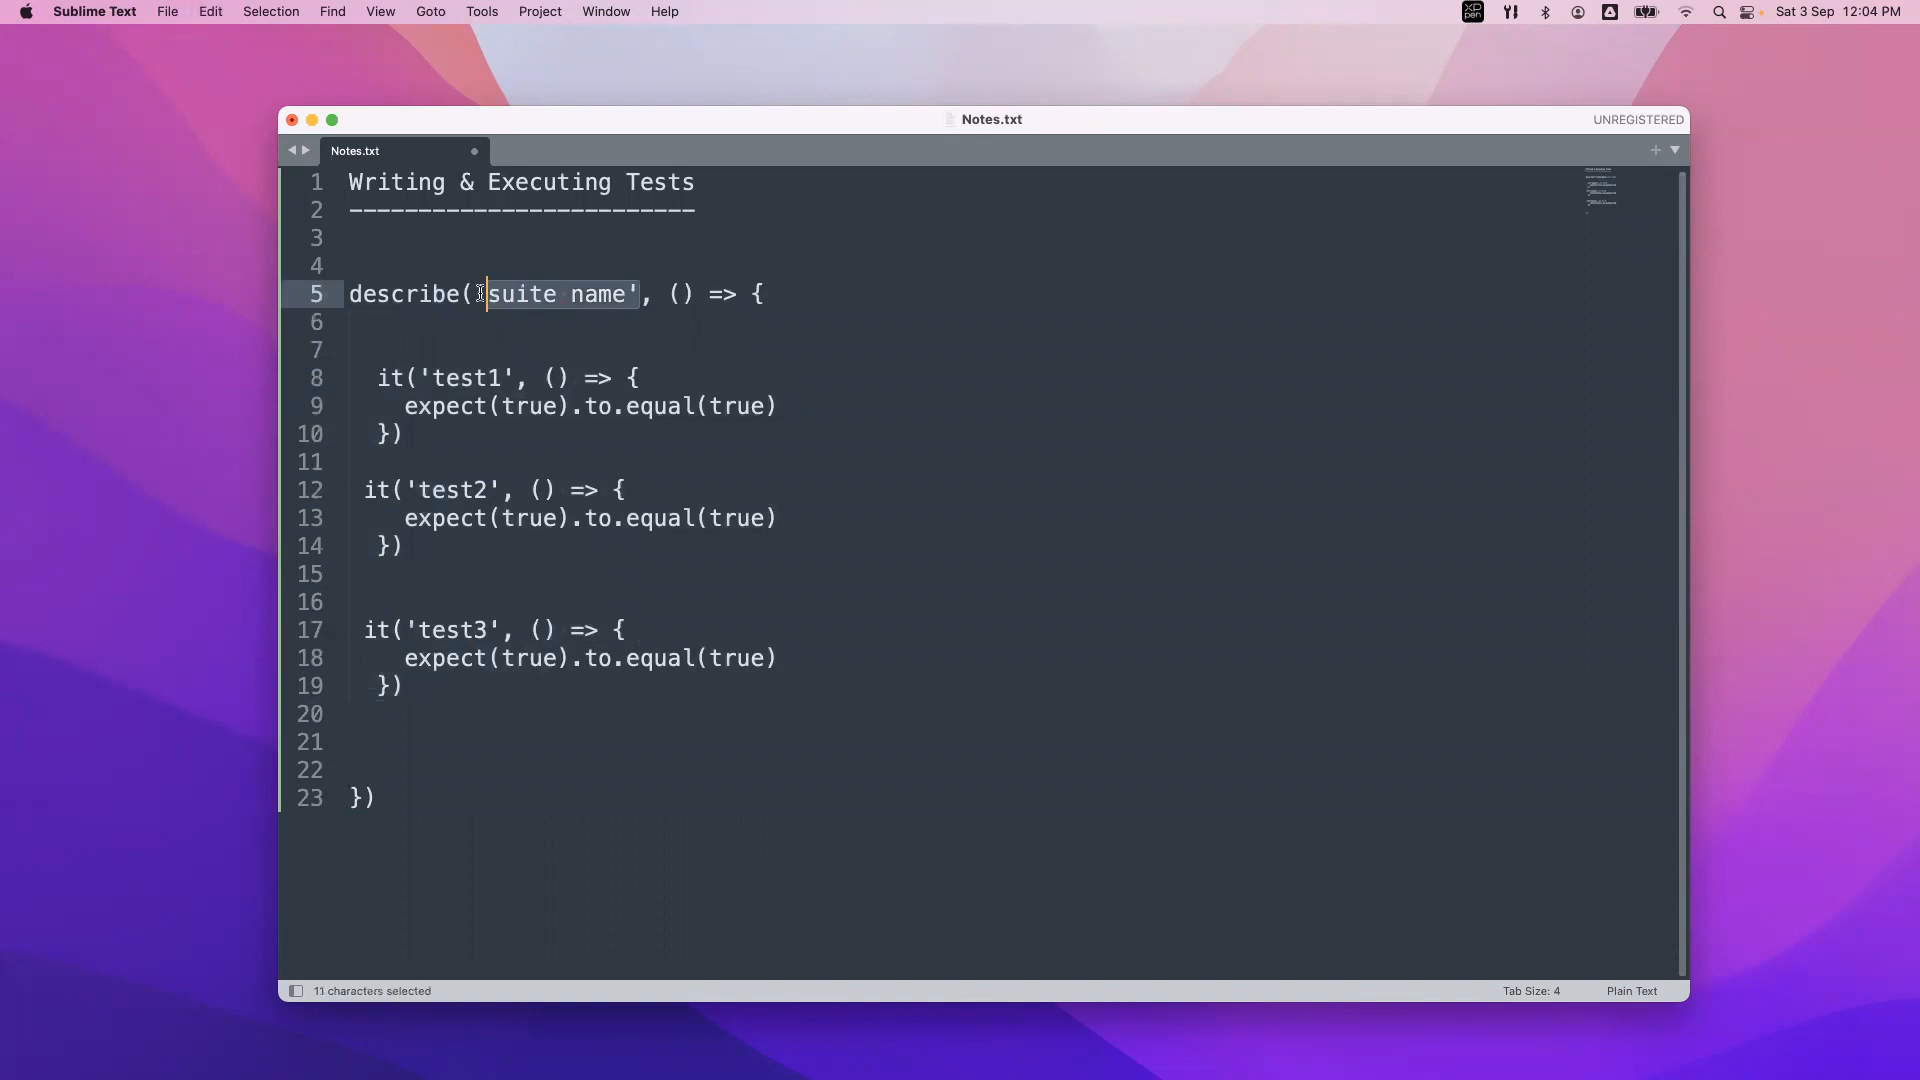 Sublime Text File Edit Selection Find View Goto Tools Project Window Help
XP PEN Sat 3 Sep 12:04 PM
Notes.txt UNREGISTERED
Notes.txt
1 Writing & Executing Tests
2 -------------------------
3
4
5 describe('suite name', () => {
6
7
8 it('test1', () => {
9 expect(true).to.equal(true)
10 })
11
12 it('test2', () => {
13 expect(true).to.equal(true)
14 })
15
16
17 it('test3', () => {
18 expect(true).to.equal(true)
19 })
20
21
22
23 })
11 characters selected Tab Size: 4 Plain Text